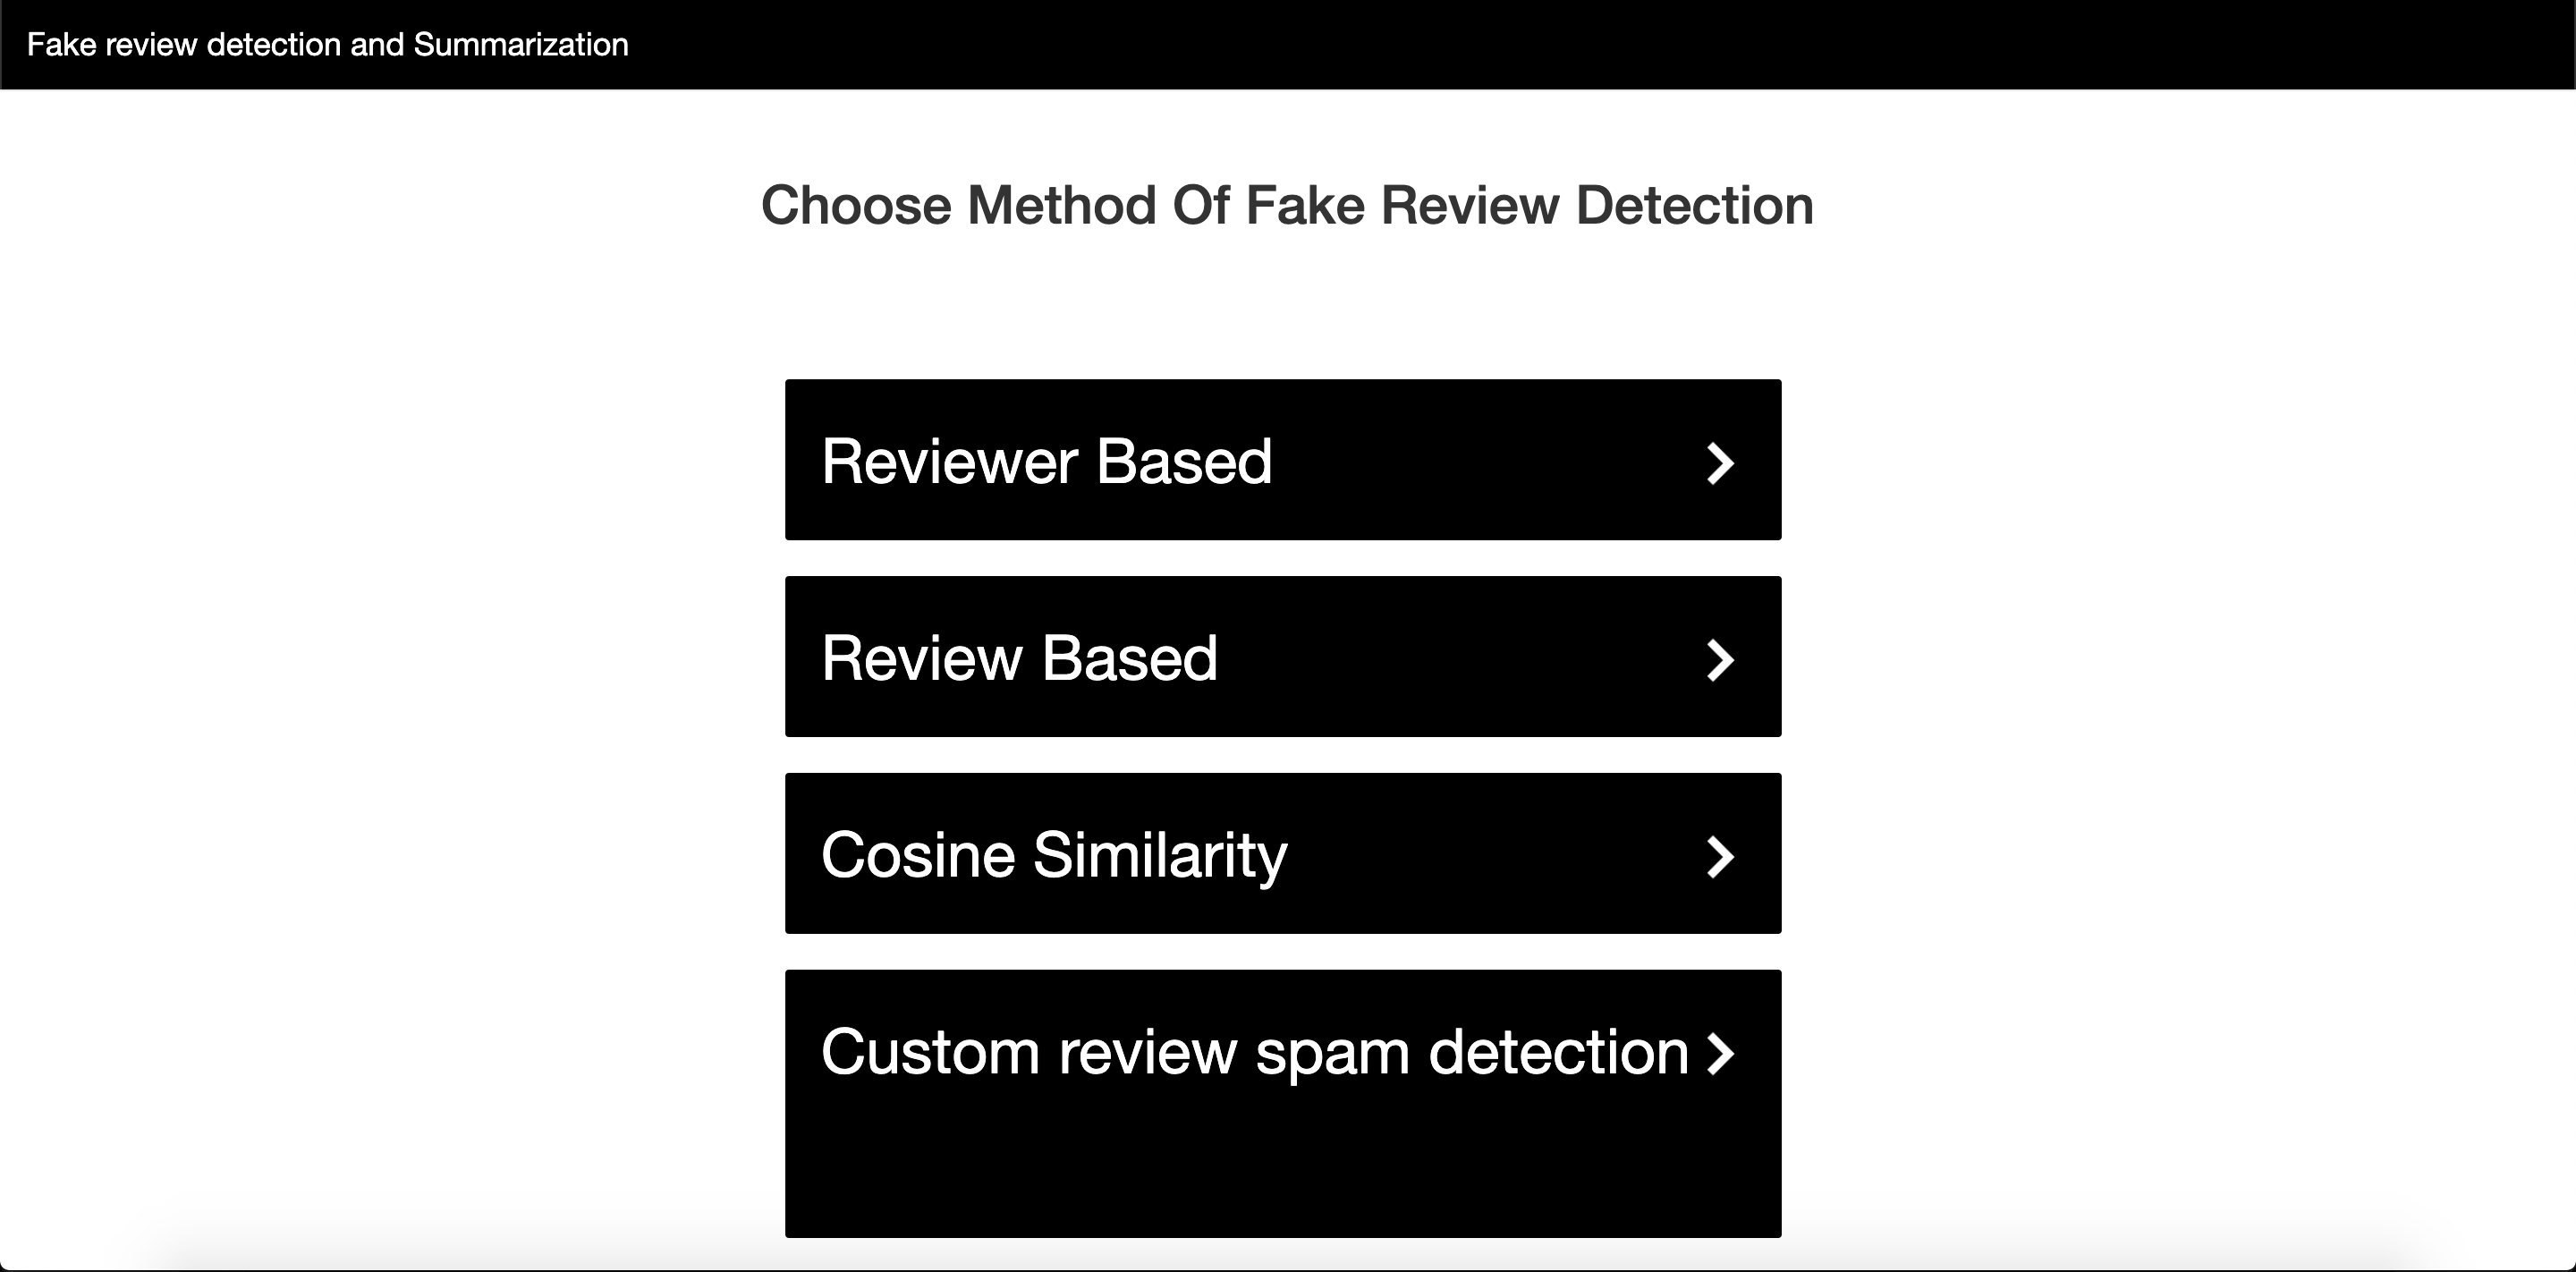 Fake review detection and Summarization
Choose Method Of Fake Review Detection
Reviewer Based
Review Based
Cosine Similarity
Custom review spam detection